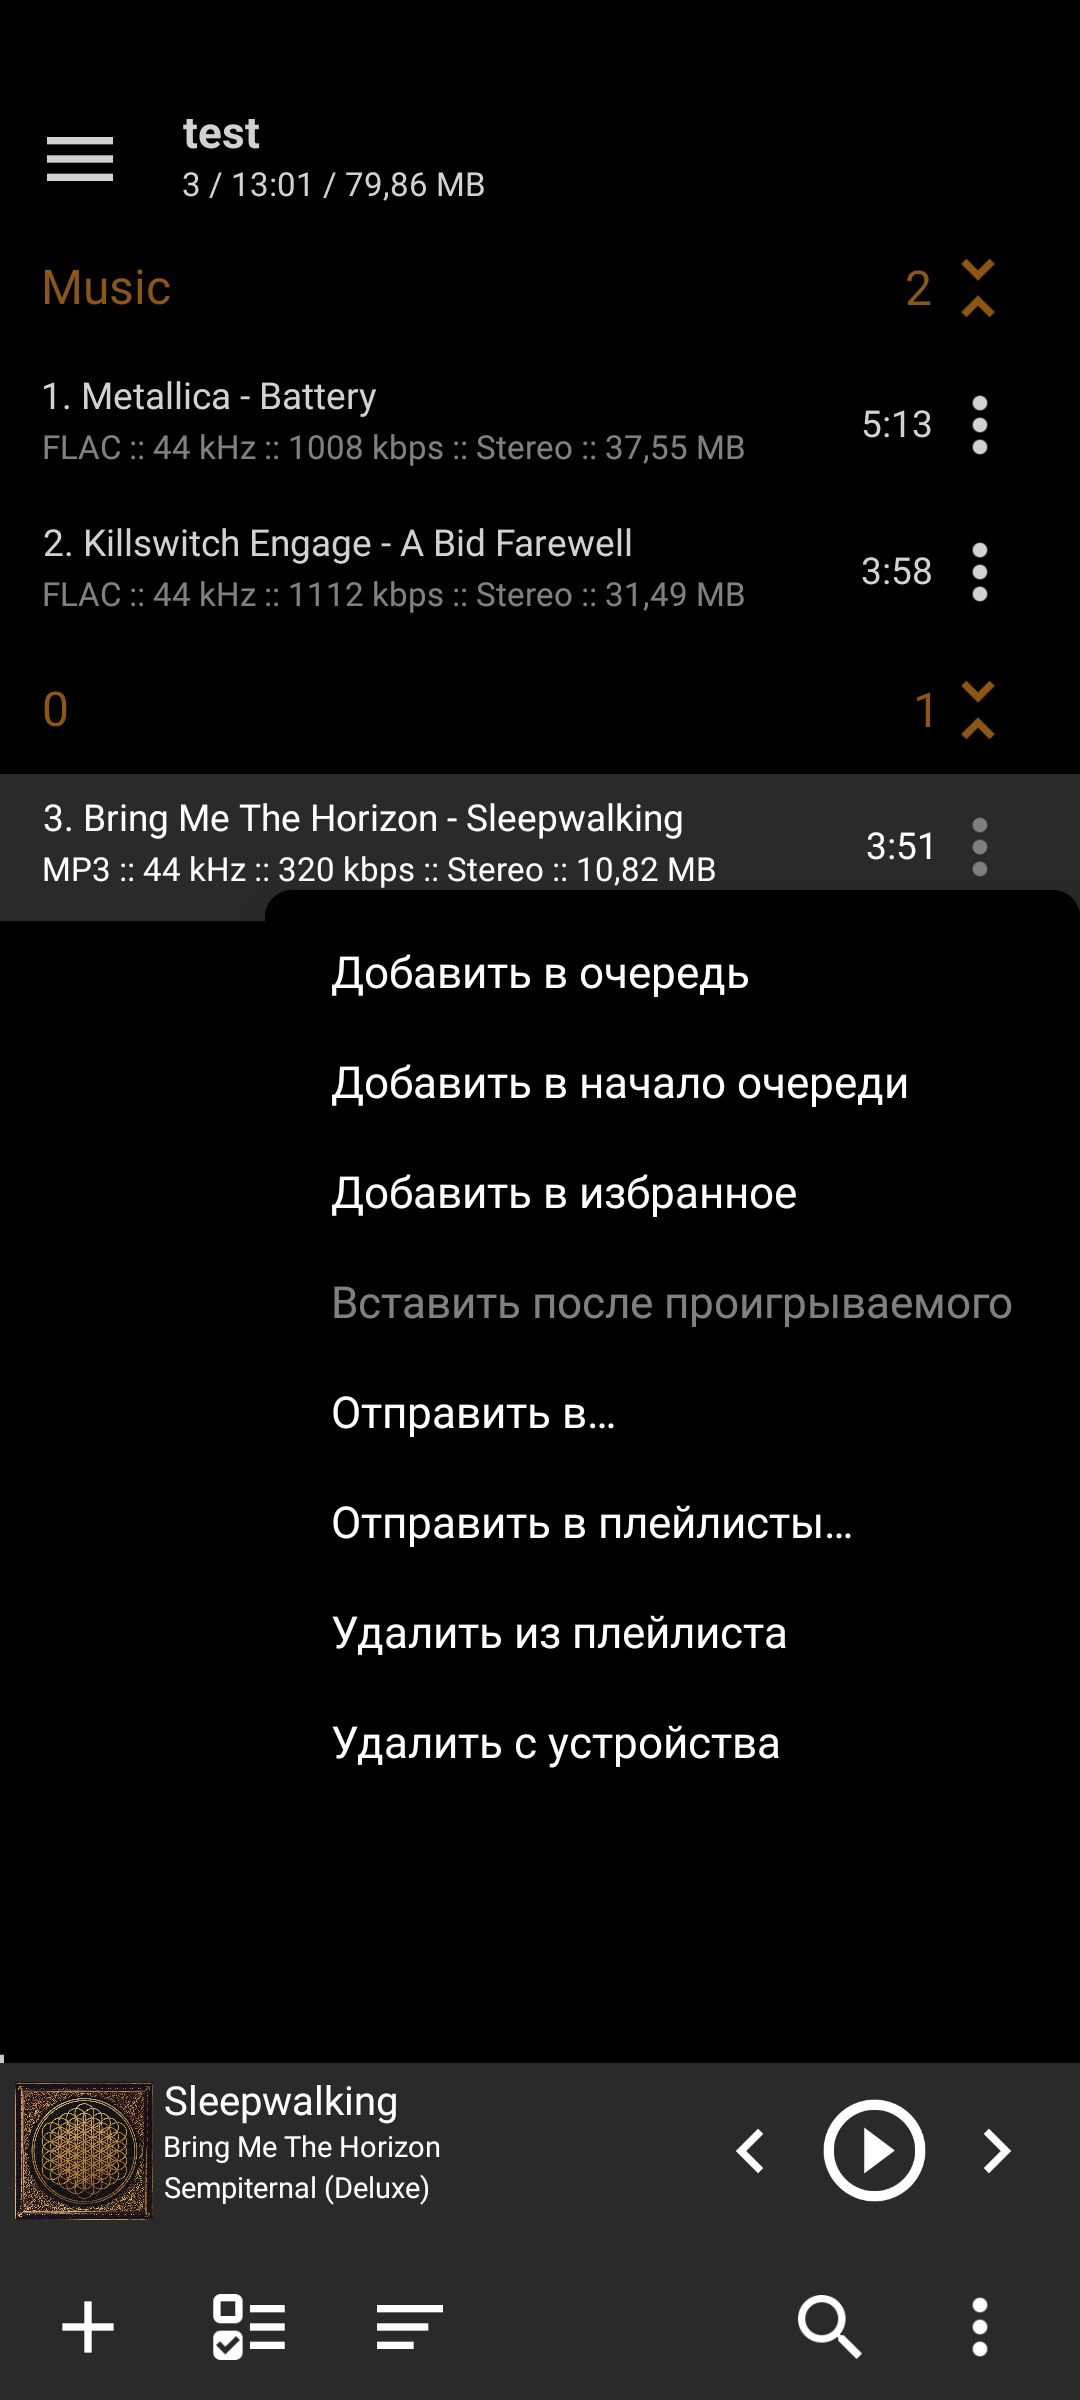 test
3 / 13:01 / 79,86 MB
Music 2
1. Metallica - Battery
FLAC :: 44 kHz :: 1008 kbps :: Stereo :: 37,55 MB
5:13
2. Killswitch Engage - A Bid Farewell
FLAC :: 44 kHz :: 1112 kbps :: Stereo :: 31,49 MB
3:58
0 1
3. Bring Me The Horizon - Sleepwalking
MP3 :: 44 kHz :: 320 kbps :: Stereo :: 10,82 MB
3:51
Добавить в очередь
Добавить в начало очереди
Добавить в избранное
Вставить после проигрываемого
Отправить в...
Отправить в плейлисты...
Удалить из плейлиста
Удалить с устройства
Sleepwalking
Bring Me The Horizon
Sempiternal (Deluxe)